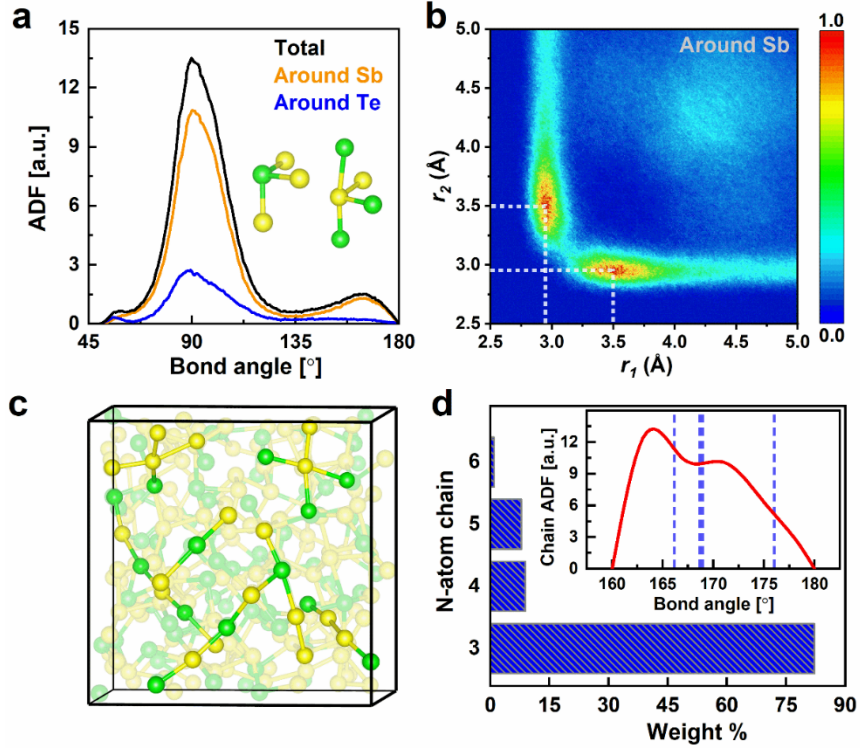 a
Total
Around Sb
Around Te
ADF [a.u.]
15
12
9
6
3
0
45
90
135
180
Bond angle [°]
b
Around Sb
r2 (Å)
5.0
4.5
4.0
3.5
3.0
2.5
2.5
3.0
3.5
4.0
4.5
5.0
r1 (Å)
1.0
0.0
c
d
N-atom chain
6
5
4
3
0
15
30
45
60
75
90
Weight %
Chain ADF [a.u.]
12
9
6
3
0
160
165
170
175
180
Bond angle [°]